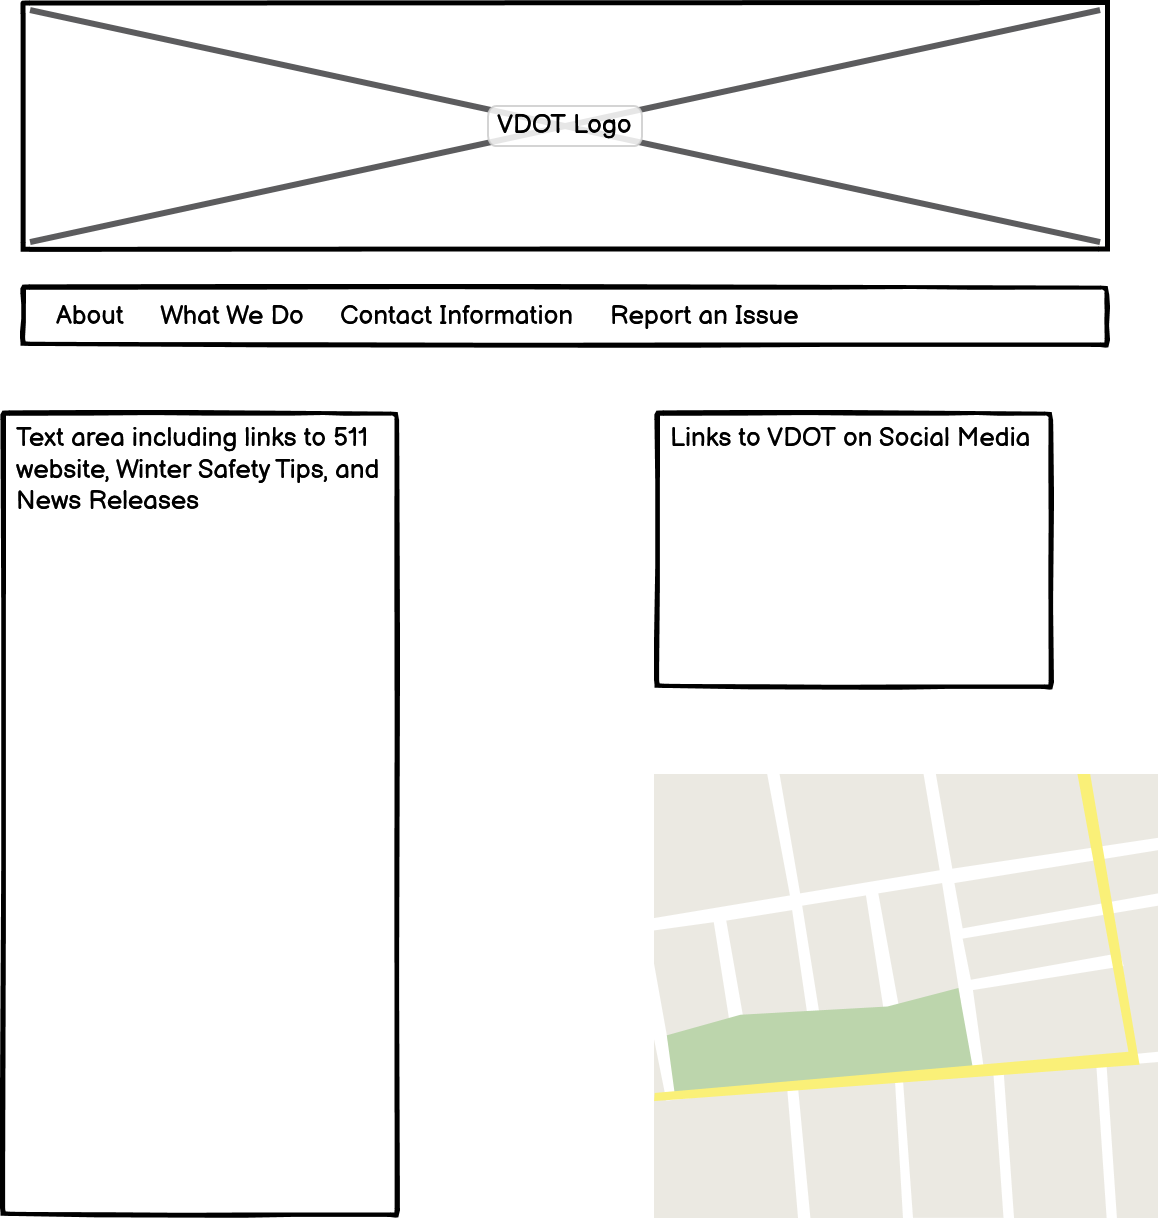 VDOT Logo
About What We Do Contact Information Report an Issue
Text area including links to 511
website, Winter Safety Tips, and
News Releases
Links to VDOT on Social Media